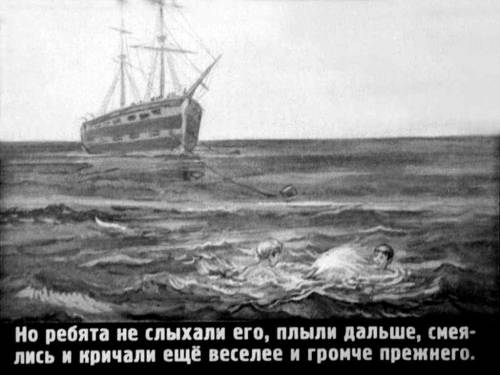 Но ребята не слыхали его, плыли дальше, смея-
лись и кричали ещё веселее и громче прежнего.